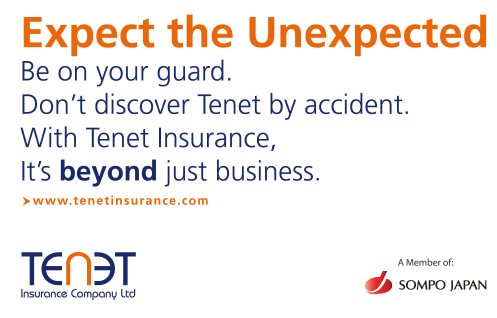 Expect the Unexpected
Be on your guard.
Don’t discover Tenet by accident.
With Tenet Insurance,
It’s beyond just business.
www.tenetinsurance.com
TENET
Insurance Company Ltd
A Member of:
SOMPO JAPAN